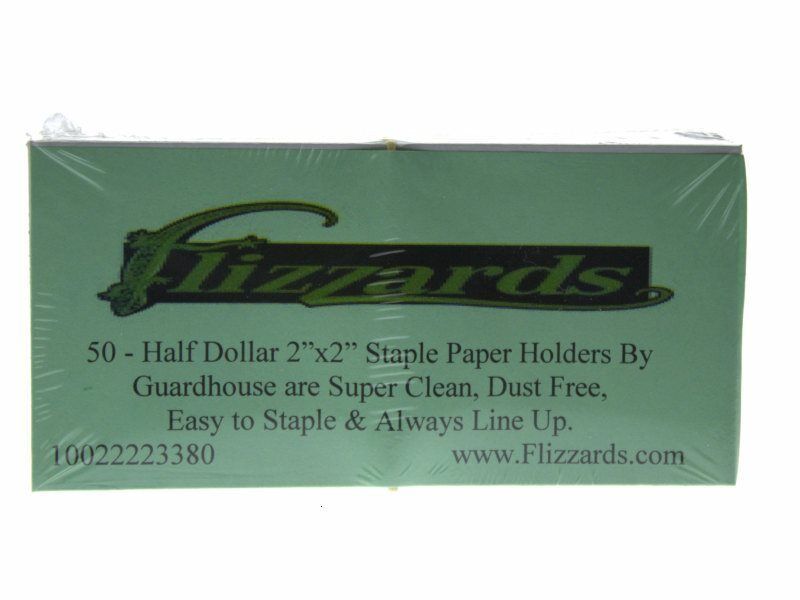 Flizzards
50 - Half Dollar 2”x2” Staple Paper Holders By
Guardhouse are Super Clean, Dust Free,
Easy to Staple & Always Line Up.
10022223380 www.Flizzards.com